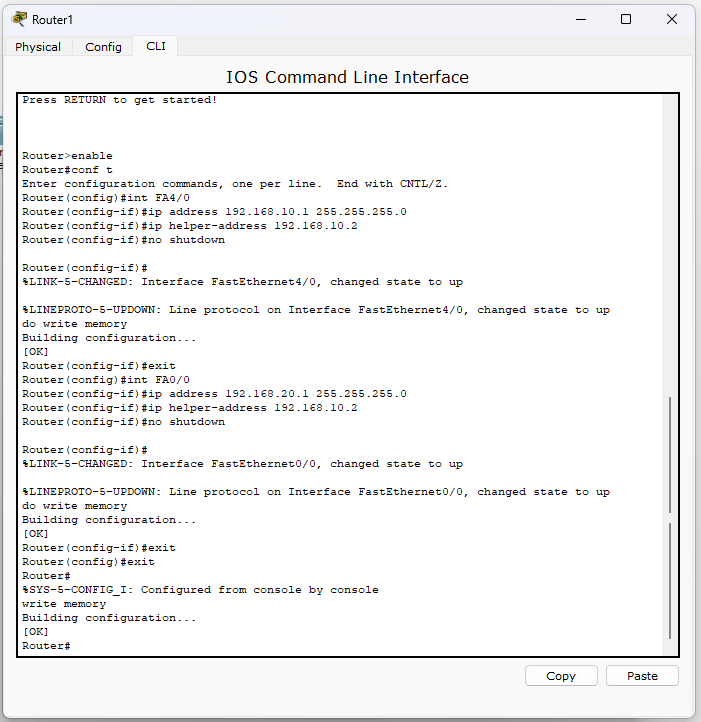 Router1
Physical Config CLI
IOS Command Line Interface
Press RETURN to get started!
Router>enable
Router#conf t
Enter configuration commands, one per line.  End with CNTL/Z.
Router(config)#int FA4/0
Router(config-if)#ip address 192.168.10.1 255.255.255.0
Router(config-if)#ip helper-address 192.168.10.2
Router(config-if)#no shutdown
Router(config-if)#
%LINK-5-CHANGED: Interface FastEthernet4/0, changed state to up
%LINEPROTO-5-UPDOWN: Line protocol on Interface FastEthernet4/0, changed state to up
do write memory
Building configuration...
[OK]
Router(config-if)#exit
Router(config)#int FA0/0
Router(config-if)#ip address 192.168.20.1 255.255.255.0
Router(config-if)#ip helper-address 192.168.10.2
Router(config-if)#no shutdown
Router(config-if)#
%LINK-5-CHANGED: Interface FastEthernet0/0, changed state to up
%LINEPROTO-5-UPDOWN: Line protocol on Interface FastEthernet0/0, changed state to up
do write memory
Building configuration...
[OK]
Router(config-if)#exit
Router(config)#exit
Router#
%SYS-5-CONFIG_I: Configured from console by console
write memory
Building configuration...
[OK]
Router#
Copy Paste